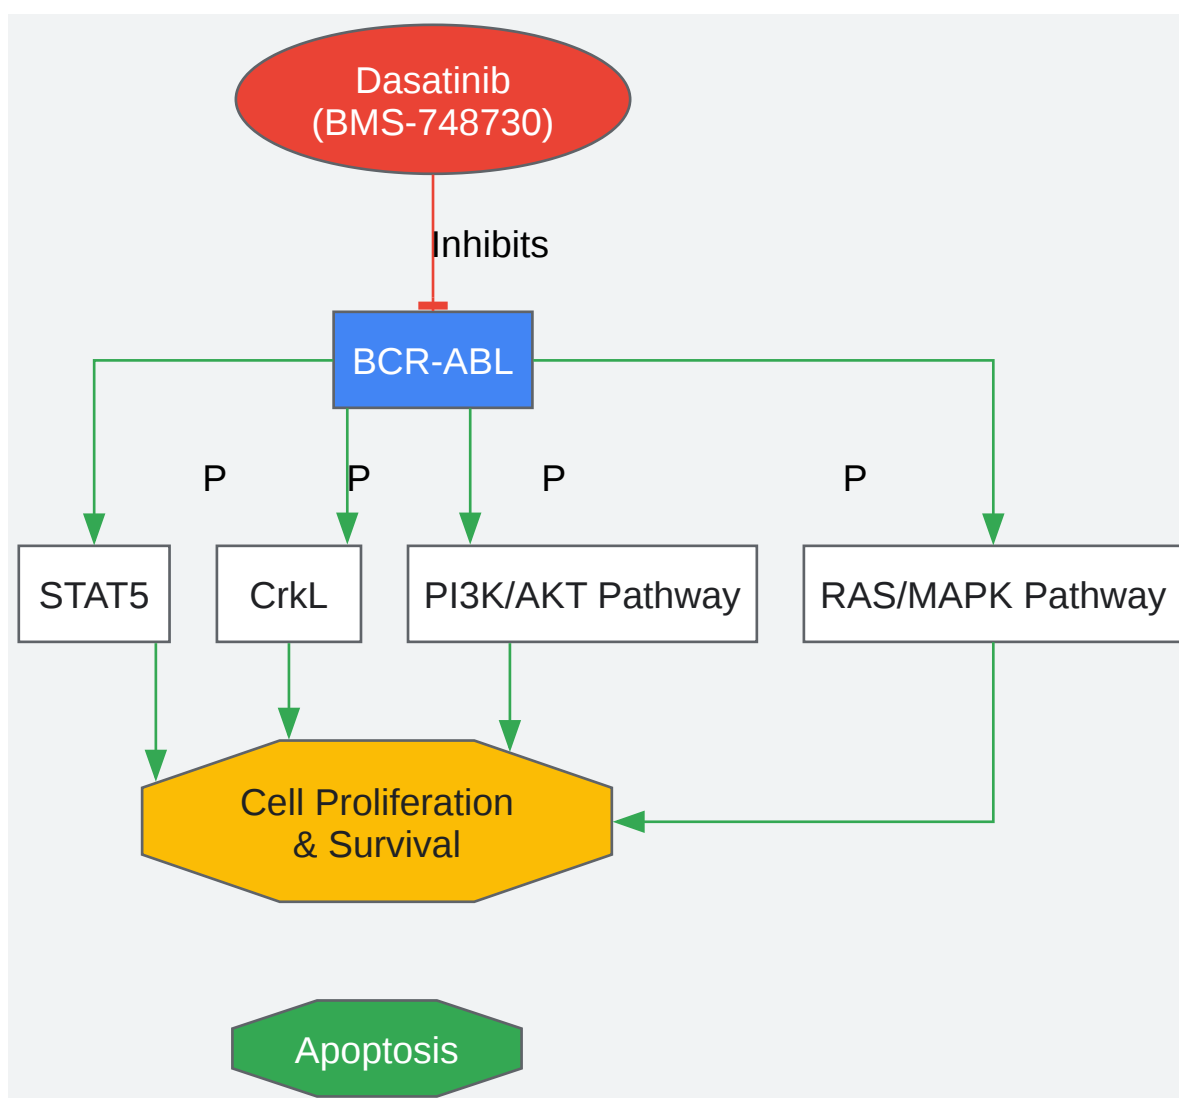 Dasatinib
(BMS-748730)
Inhibits
BCR-ABL
P
P
P
P
STAT5
CrkL
PI3K/AKT Pathway
RAS/MAPK Pathway
Cell Proliferation
& Survival
Apoptosis